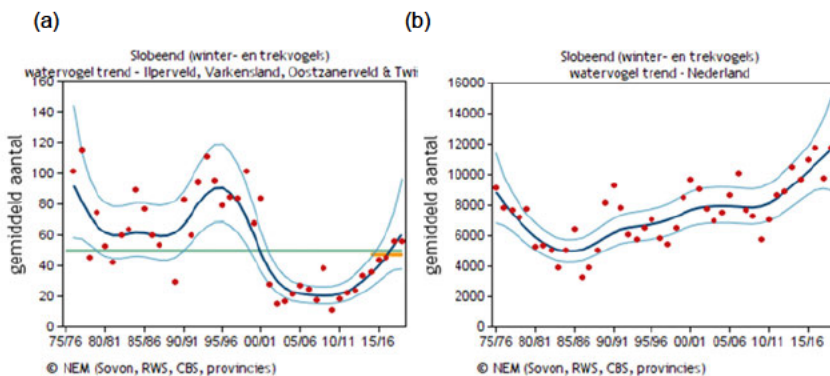 (a)
Slobeend (winter- en trekvogels)
watervogel trend - Ilperveld, Varkensland, Oostzanerveld & Twis
gemiddeld aantal
160
140
120
100
80
60
40
20
0
75/76 80/81 85/86 90/91 95/96 00/01 05/06 10/11 15/16
© NEM (Sovon, RWS, CBS, provincies)
(b)
Slobeend (winter- en trekvogels)
watervogel trend - Nederland
gemiddeld aantal
16000
14000
12000
10000
8000
6000
4000
2000
0
75/76 80/81 85/86 90/91 95/96 00/01 05/06 10/11 15/16
© NEM (Sovon, RWS, CBS, provincies)